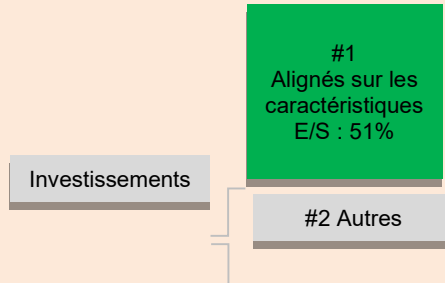 #1
Alignés sur les
caractéristiques
E/S : 51%
Investissements
#2 Autres